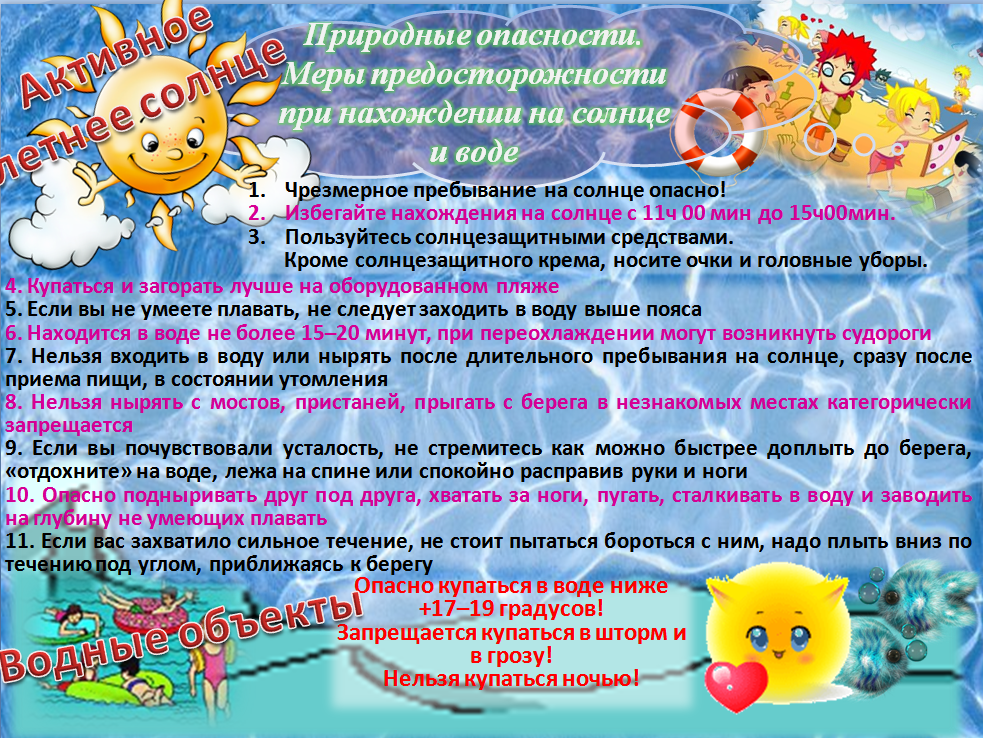 Активное
летнее солнце
Природные опасности.
Меры предосторожности
при нахождении на солнце
и воде
1. Чрезмерное пребывание на солнце опасно!
2. Избегайте нахождения на солнце с 11ч 00 мин до 15ч00мин.
3. Пользуйтесь солнцезащитными средствами.
Кроме солнцезащитного крема, носите очки и головные уборы.
4. Купаться и загорать лучше на оборудованном пляже
5. Если вы не умеете плавать, не следует заходить в воду выше пояса
6. Находится в воде не более 15–20 минут, при переохлаждении могут возникнуть судороги
7. Нельзя входить в воду или нырять после длительного пребывания на солнце, сразу после
приема пищи, в состоянии утомления
8. Нельзя нырять с мостов, пристаней, прыгать с берега в незнакомых местах категорически
запрещается
9. Если вы почувствовали усталость, не стремитесь как можно быстрее доплыть до берега,
«отдохните» на воде, лежа на спине или спокойно расправив руки и ноги
10. Опасно подныривать друг под друга, хватать за ноги, пугать, сталкивать в воду и заводить
на глубину не умеющих плавать
11. Если вас захватило сильное течение, не стоит пытаться бороться с ним, надо плыть вниз по
течению под углом, приближаясь к берегу
Водные объекты
Опасно купаться в воде ниже
+17–19 градусов!
Запрещается купаться в шторм и
в грозу!
Нельзя купаться ночью!